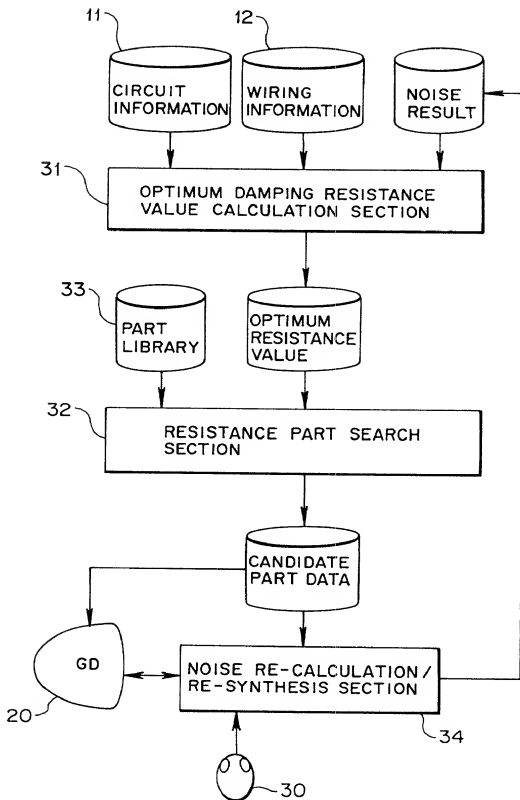 11
12
CIRCUIT
INFORMATION
WIRING
INFORMATION
NOISE
RESULT
31
OPTIMUM DAMPING RESISTANCE
VALUE CALCULATION SECTION
33
PART
LIBRARY
OPTIMUM
RESISTANCE
VALUE
32
RESISTANCE PART SEARCH
SECTION
CANDIDATE
PART DATA
GD
20
NOISE RE-CALCULATION/
RE-SYNTHESIS SECTION
34
30